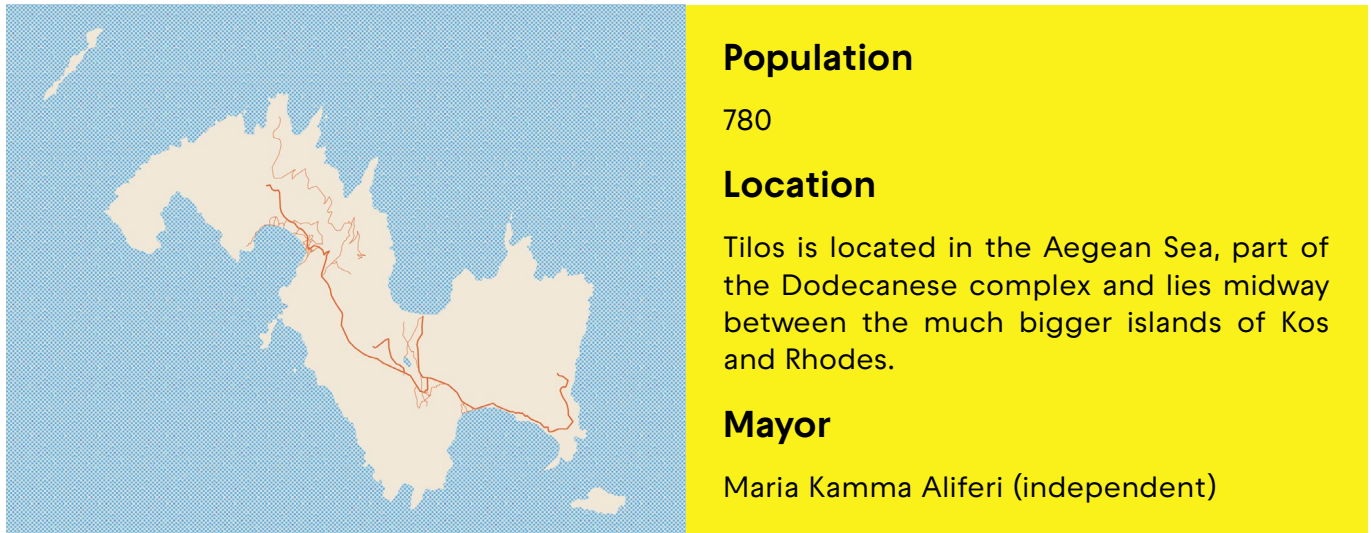 Population
780
Location
Tilos is located in the Aegean Sea, part of
the Dodecanese complex and lies midway
between the much bigger islands of Kos
and Rhodes.
Mayor
Maria Kamma Aliferi (independent)